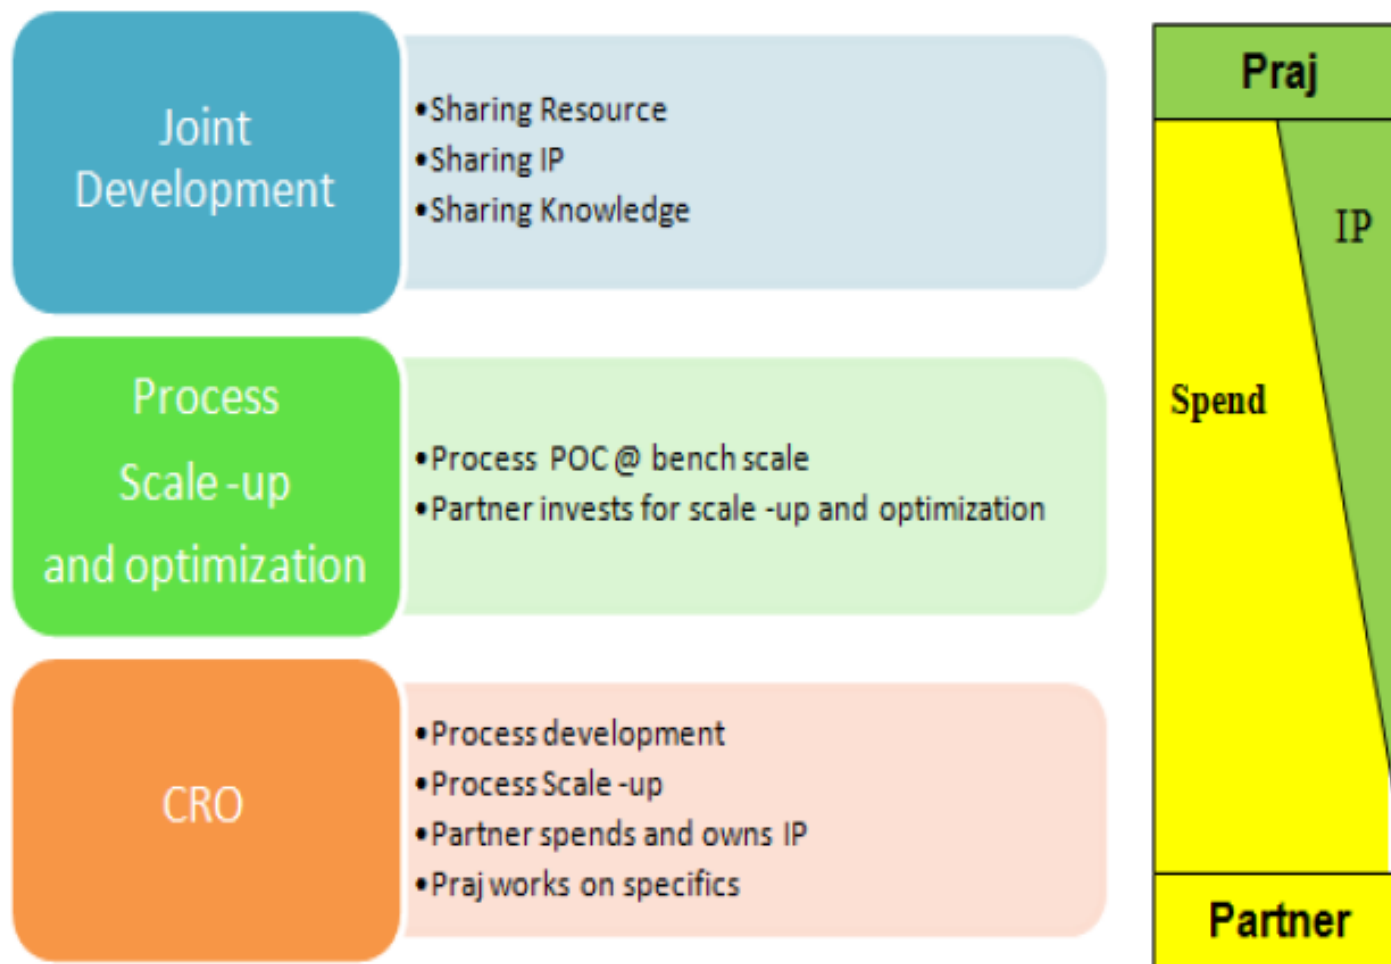 Joint
Development
•Sharing Resource
•Sharing IP
•Sharing Knowledge
Process
Scale -up
and optimization
•Process POC @ bench scale
•Partner invests for scale -up and optimization
CRO
•Process development
•Process Scale -up
•Partner spends and owns IP
•Praj works on specifics
Praj
IP
Spend
Partner